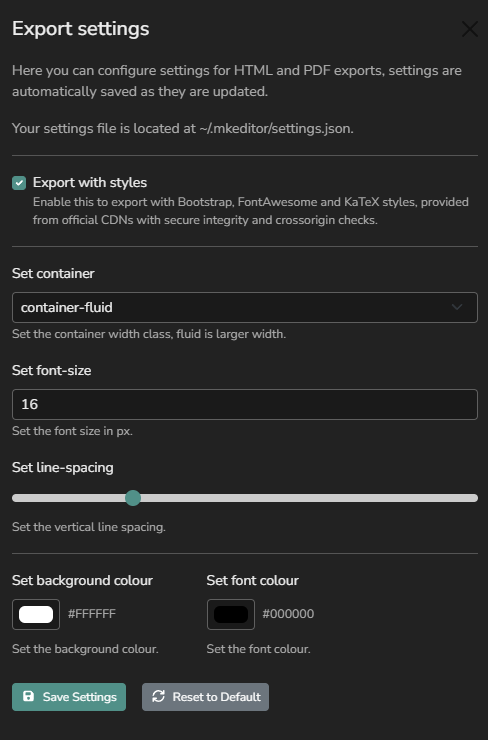 Export settings
Here you can configure settings for HTML and PDF exports, settings are
automatically saved as they are updated.
Your settings file is located at ~/.mkeditor/settings.json.
Export with styles
Enable this to export with Bootstrap, FontAwesome and KaTeX styles, provided
from official CDNs with secure integrity and crossorigin checks.
Set container
container-fluid
Set the container width class, fluid is larger width.
Set font-size
16
Set the font size in px.
Set line-spacing
Set the vertical line spacing.
Set background colour
Set font colour
#FFFFFF
#000000
Set the background colour.
Set the font colour.
Save Settings
Reset to Default